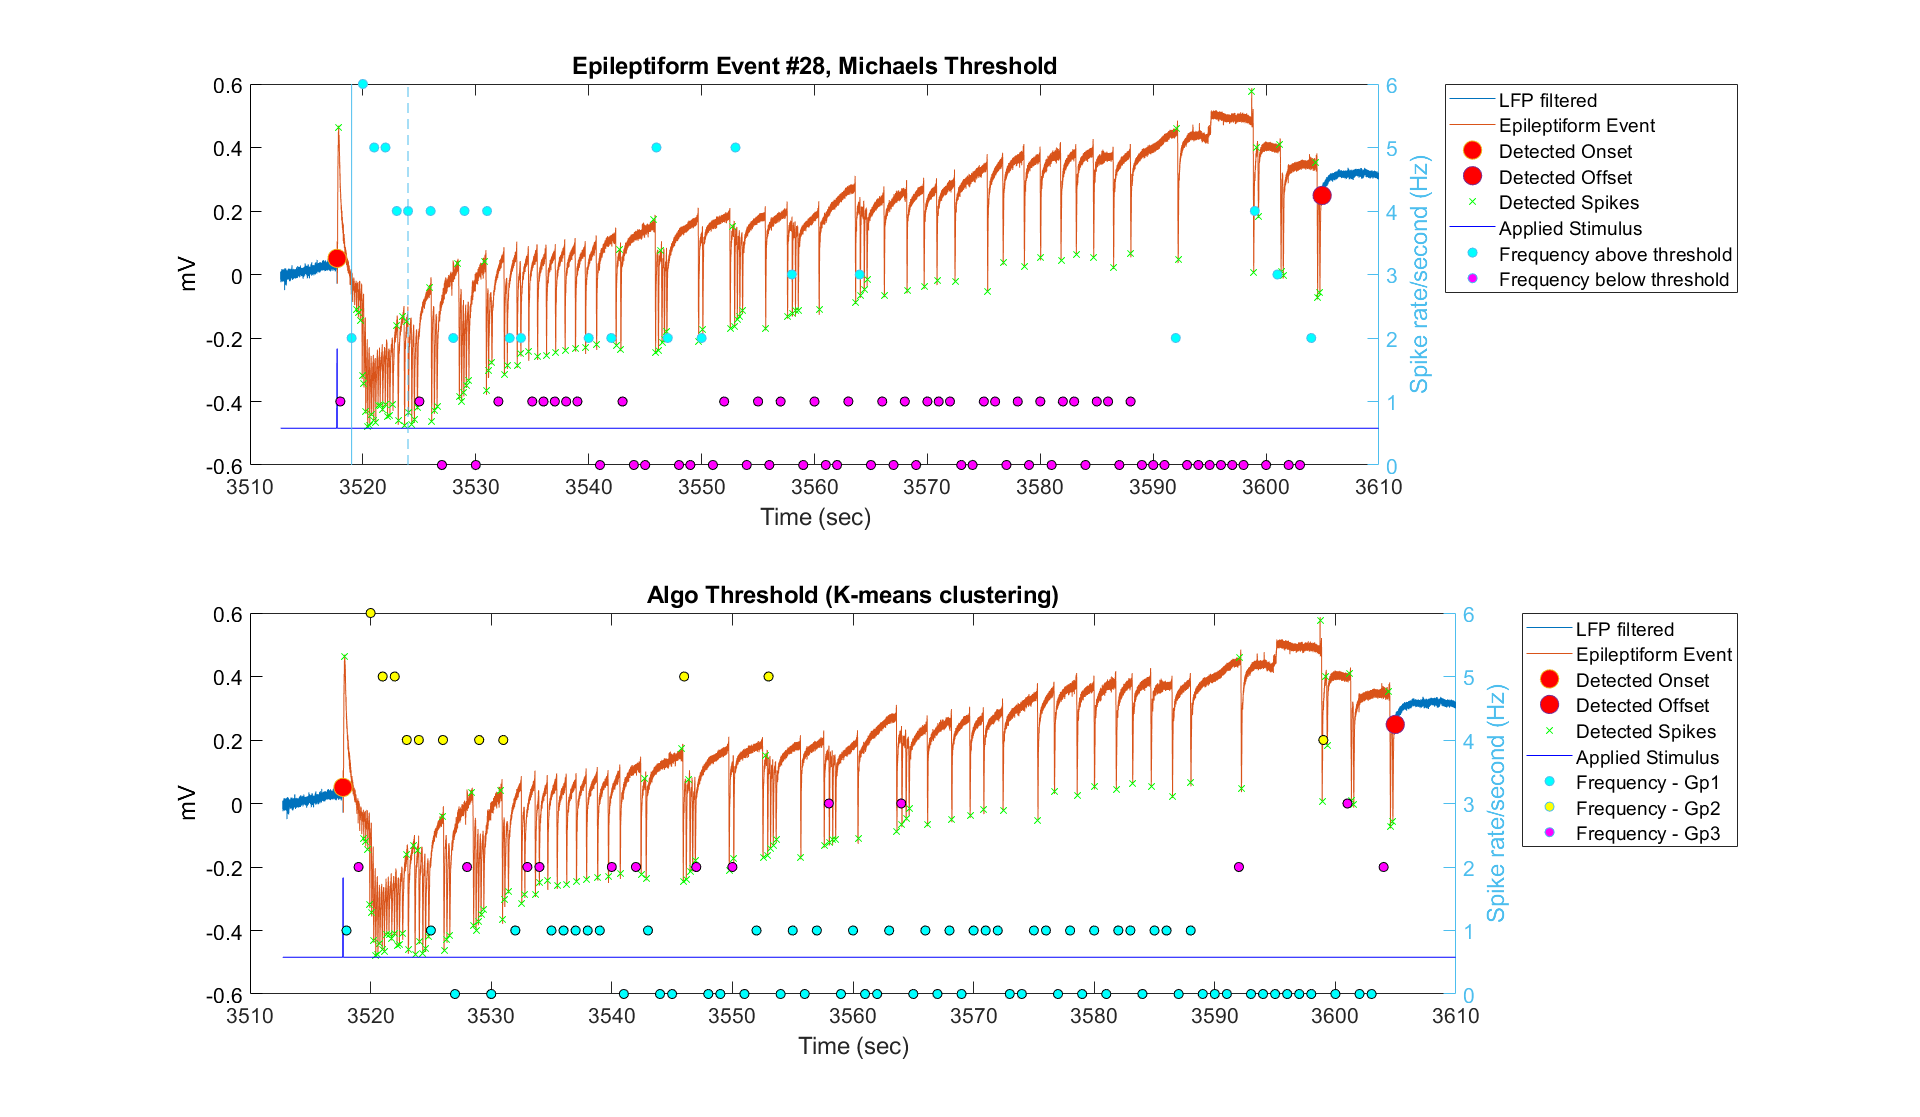 Epileptiform Event #28, Michaels Threshold
0.6
0.4
0.2
0
-0.2
-0.4
-0.6
mV
6
5
4
3
2
1
0
Spike rate/second (Hz)
3510 3520 3530 3540 3550 3560 3570 3580 3590 3600 3610
Time (sec)
LFP filtered
Epileptiform Event
Detected Onset
Detected Offset
Detected Spikes
Applied Stimulus
Frequency above threshold
Frequency below threshold
Algo Threshold (K-means clustering)
0.6
0.4
0.2
0
-0.2
-0.4
-0.6
mV
6
5
4
3
2
1
0
Spike rate/second (Hz)
3510 3520 3530 3540 3550 3560 3570 3580 3590 3600 3610
Time (sec)
LFP filtered
Epileptiform Event
Detected Onset
Detected Offset
Detected Spikes
Applied Stimulus
Frequency - Gp1
Frequency - Gp2
Frequency - Gp3